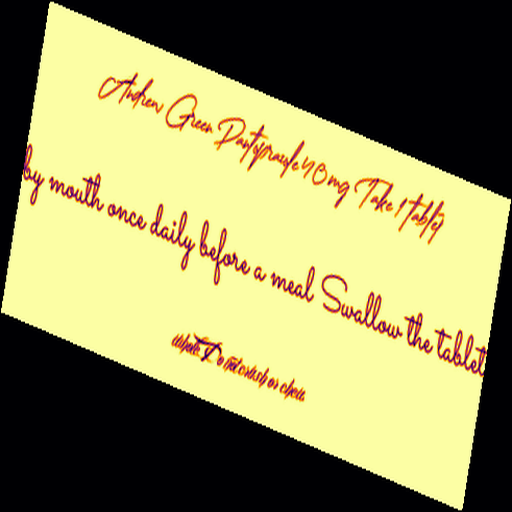 Andrew Green Pantoprazole 40mg Take 1 tablet
by mouth once daily before a meal Swallow the tablet
whole. Do not crush or chew.